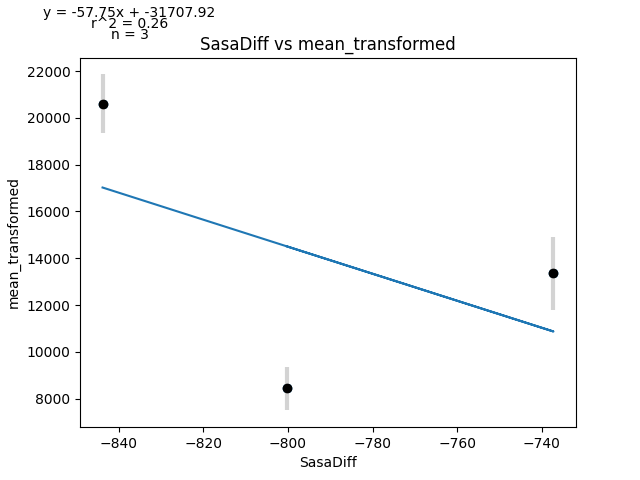 y = -57.75x + -31707.92
r^2 = 0.26
n = 3
SasaDiff vs mean_transformed
22000
20000
18000
16000
14000
12000
10000
8000
mean_transformed
−840
−820
−800
−780
−760
−740
SasaDiff